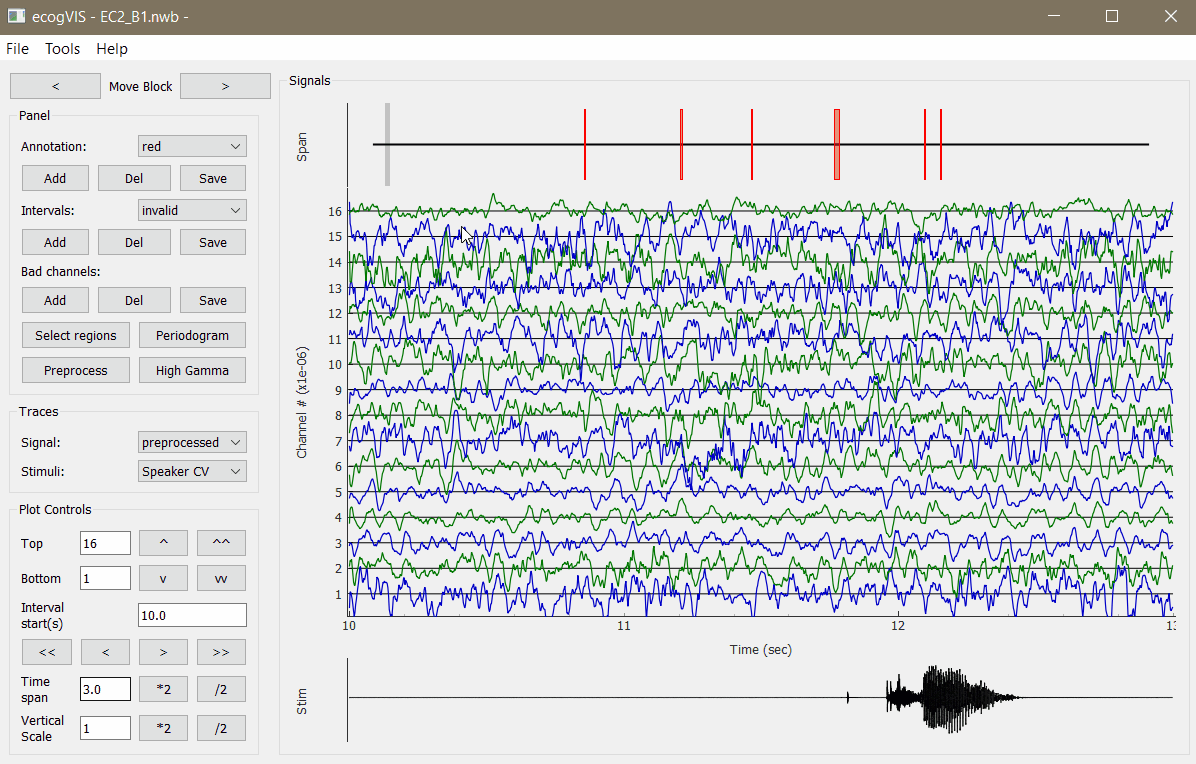 ecogVIS - EC2_B1.nwb -
File Tools Help
< Move Block >
Panel
Annotation: red
Add Del Save
Intervals: invalid
Add Del Save
Bad channels:
Add Del Save
Select regions Periodogram
Preprocess High Gamma
Traces
Signal: preprocessed
Stimuli: Speaker CV
Plot Controls
Top 16 ^ ^^
Bottom 1 v vv
Interval
start(s) 10.0
<< < > >>
Time
span 3.0 *2 /2
Vertical
Scale 1 *2 /2
Signals
Span
Channel # (x1e-06)
16
15
14
13
12
11
10
9
8
7
6
5
4
3
2
1
10 11 12
Time (sec)
Stim